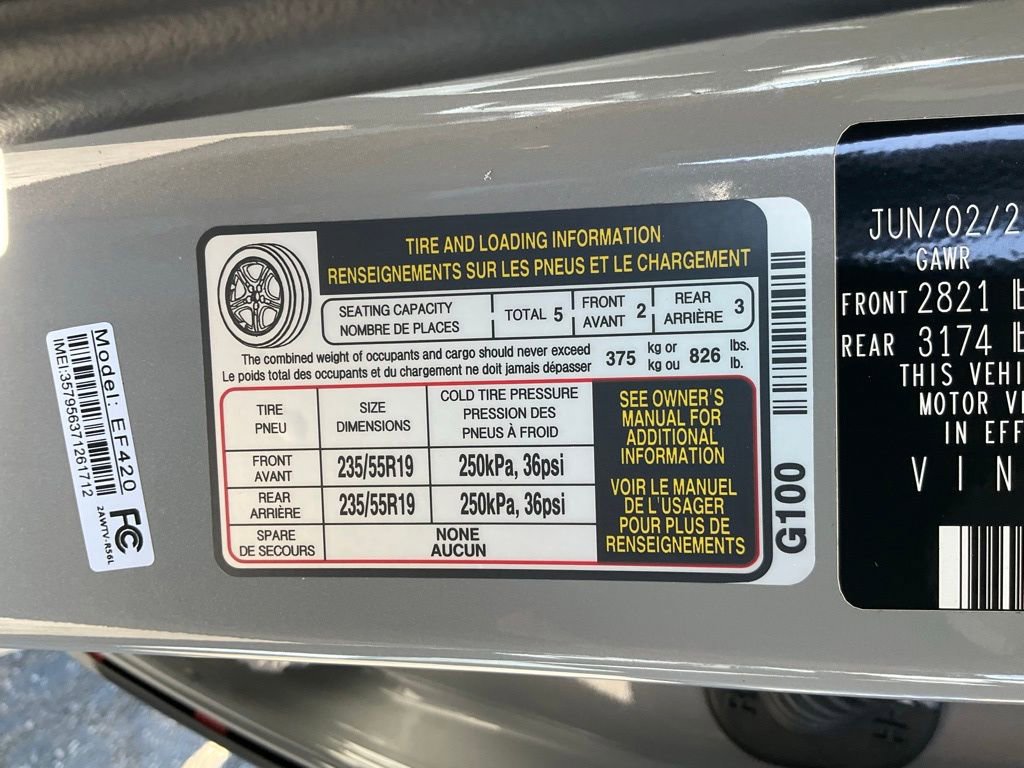 Model: EF420
IMEI:357956371261712
FC
2AWTV-R56L
TIRE AND LOADING INFORMATION
RENSEIGNEMENTS SUR LES PNEUS ET LE CHARGEMENT
SEATING CAPACITY
NOMBRE DE PLACES
TOTAL 5
FRONT
AVANT 2
REAR
ARRIÈRE 3
The combined weight of occupants and cargo should never exceed 375 kg or 826 lbs.
Le poids total des occupants et du chargement ne doit jamais dépasser kg ou lb.
TIRE
PNEU
SIZE
DIMENSIONS
COLD TIRE PRESSURE
PRESSION DES
PNEUS À FROID
FRONT
AVANT
235/55R19
250kPa, 36psi
REAR
ARRIÈRE
235/55R19
250kPa, 36psi
SPARE
DE SECOURS
NONE
AUCUN
SEE OWNER'S
MANUAL FOR
ADDITIONAL
INFORMATION
VOIR LE MANUEL
DE L'USAGER
POUR PLUS DE
RENSEIGNEMENTS
G100
JUN/02/2
GAWR
FRONT 2821
REAR 3174
THIS VEHI
MOTOR VE
IN EFF
VIN